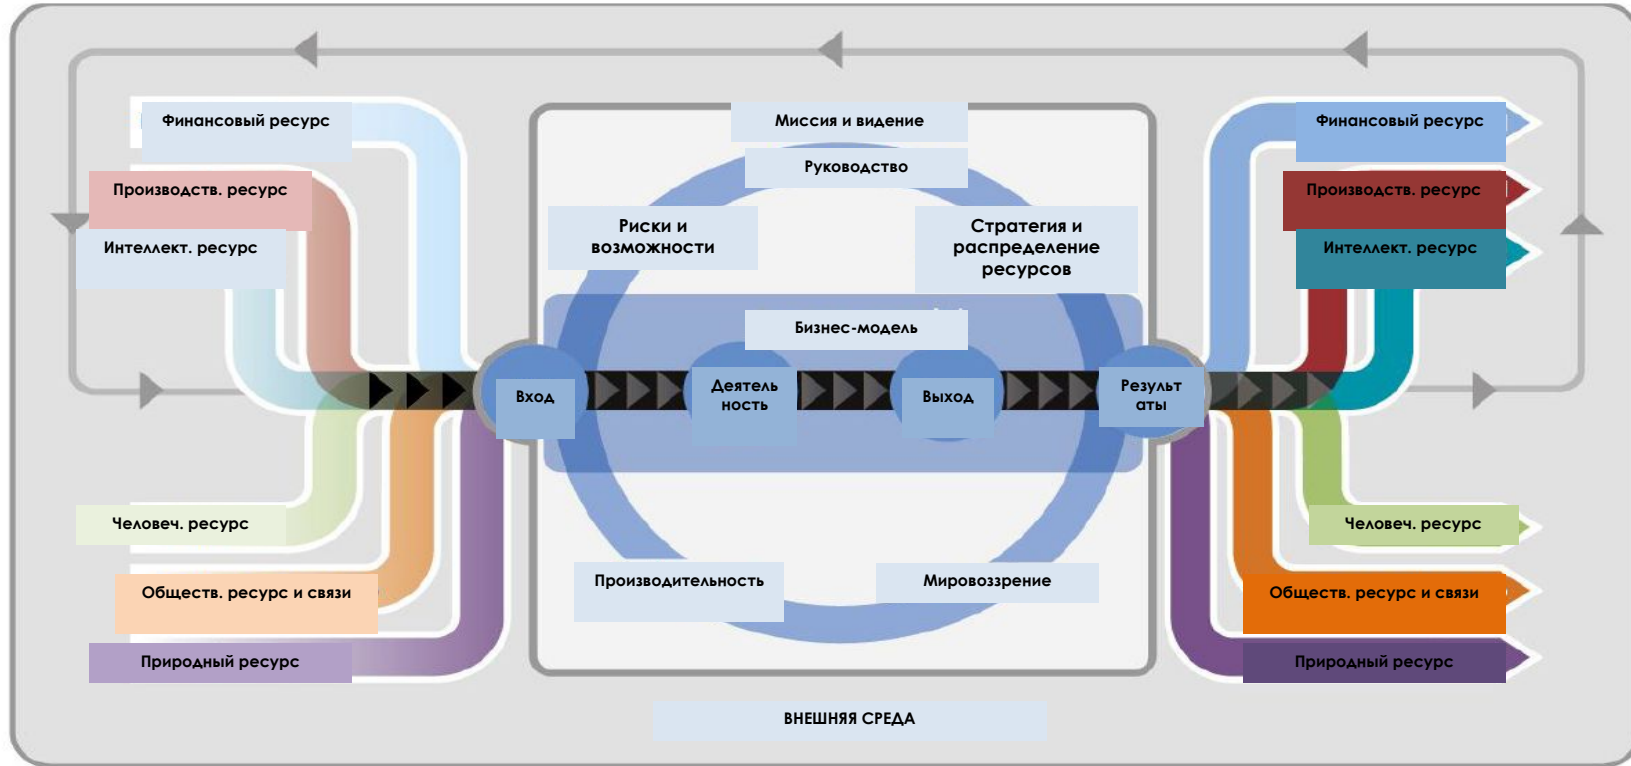 Финансовый ресурс
Производств. ресурс
Интеллект. ресурс
Человеч. ресурс
Обществ. ресурс и связи
Природный ресурс
Миссия и видение
Руководство
Риски и
возможности
Стратегия и
распределение
ресурсов
Бизнес-модель
Вход
Деятель
ность
Выход
Результ
аты
Производительность
Мировоззрение
Финансовый ресурс
Производств. ресурс
Интеллект. ресурс
Человеч. ресурс
Обществ. ресурс и связи
Природный ресурс
ВНЕШНЯЯ СРЕДА